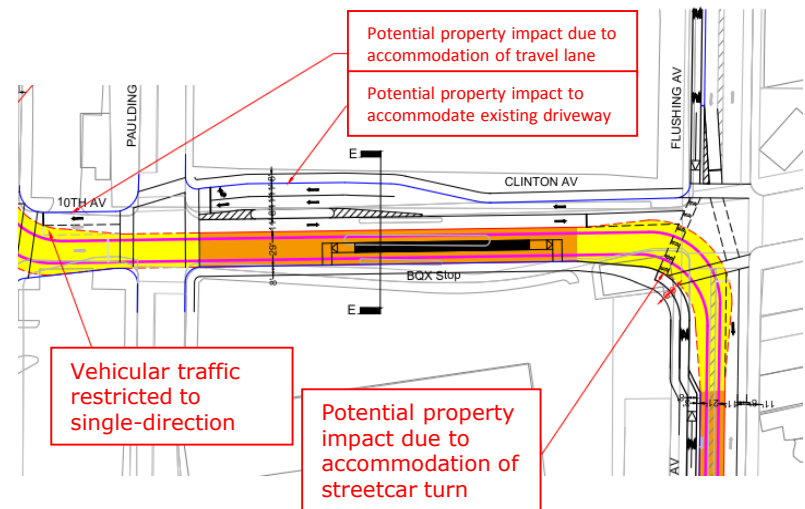 Potential property impact due to
accommodation of travel lane
Potential property impact to
accommodate existing driveway
PAULDING
FLUSHING AV
E
CLINTON AV
10TH AV
29'
8'
BQX Stop
E
Vehicular traffic
restricted to
single-direction
Potential property
impact due to
accommodation of
streetcar turn
AV